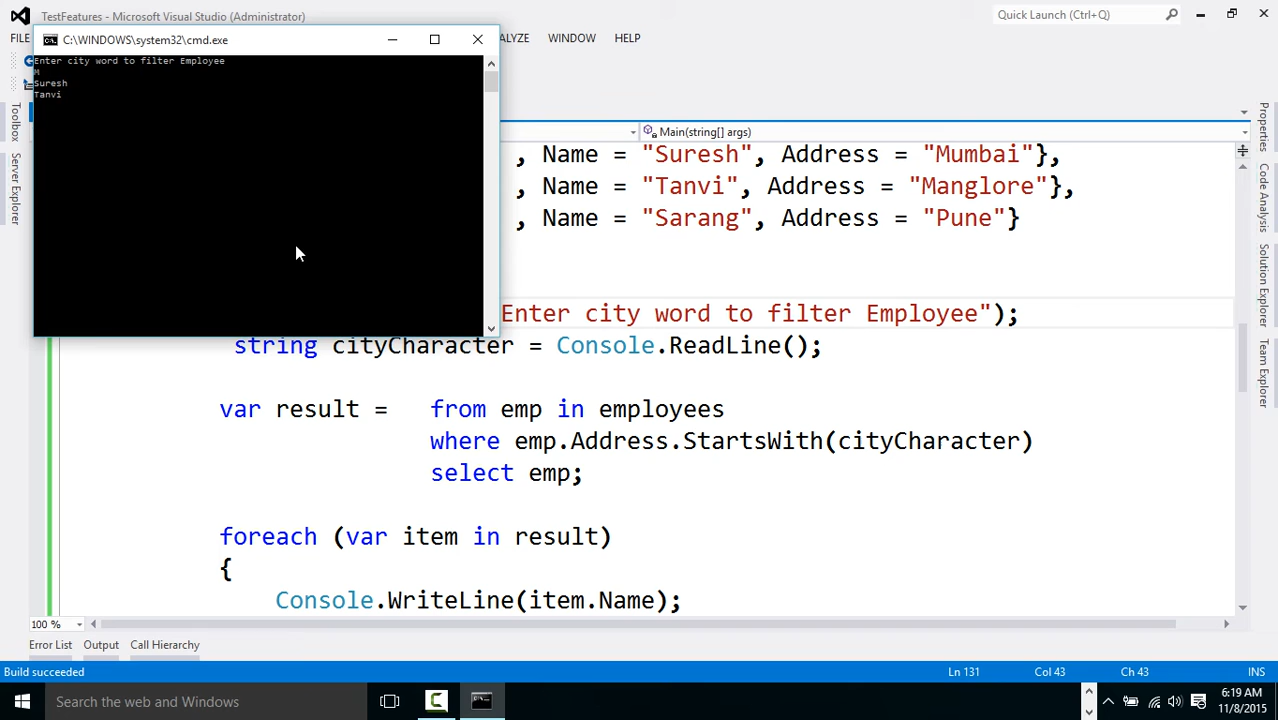 TestFeatures - Microsoft Visual Studio (Administrator)
Quick Launch (Ctrl+Q)
FILE
ALYZE
WINDOW
HELP
C:\WINDOWS\system32\cmd.exe
Enter city word to filter Employee
M
Suresh
Tanvi
Toolbox
Server Explorer
Main(string[] args)
, Name = "Suresh", Address = "Mumbai"},
, Name = "Tanvi", Address = "Manglore"},
, Name = "Sarang", Address = "Pune"}
Enter city word to filter Employee");
string cityCharacter = Console.ReadLine();
var result = from emp in employees
where emp.Address.StartsWith(cityCharacter)
select emp;
foreach (var item in result)
{
Console.WriteLine(item.Name);
Properties
Code Analysis
Solution Explorer
Team Explorer
100 %
Error List
Output
Call Hierarchy
Build succeeded
Ln 131
Col 43
Ch 43
INS
Search the web and Windows
6:19 AM
11/8/2015